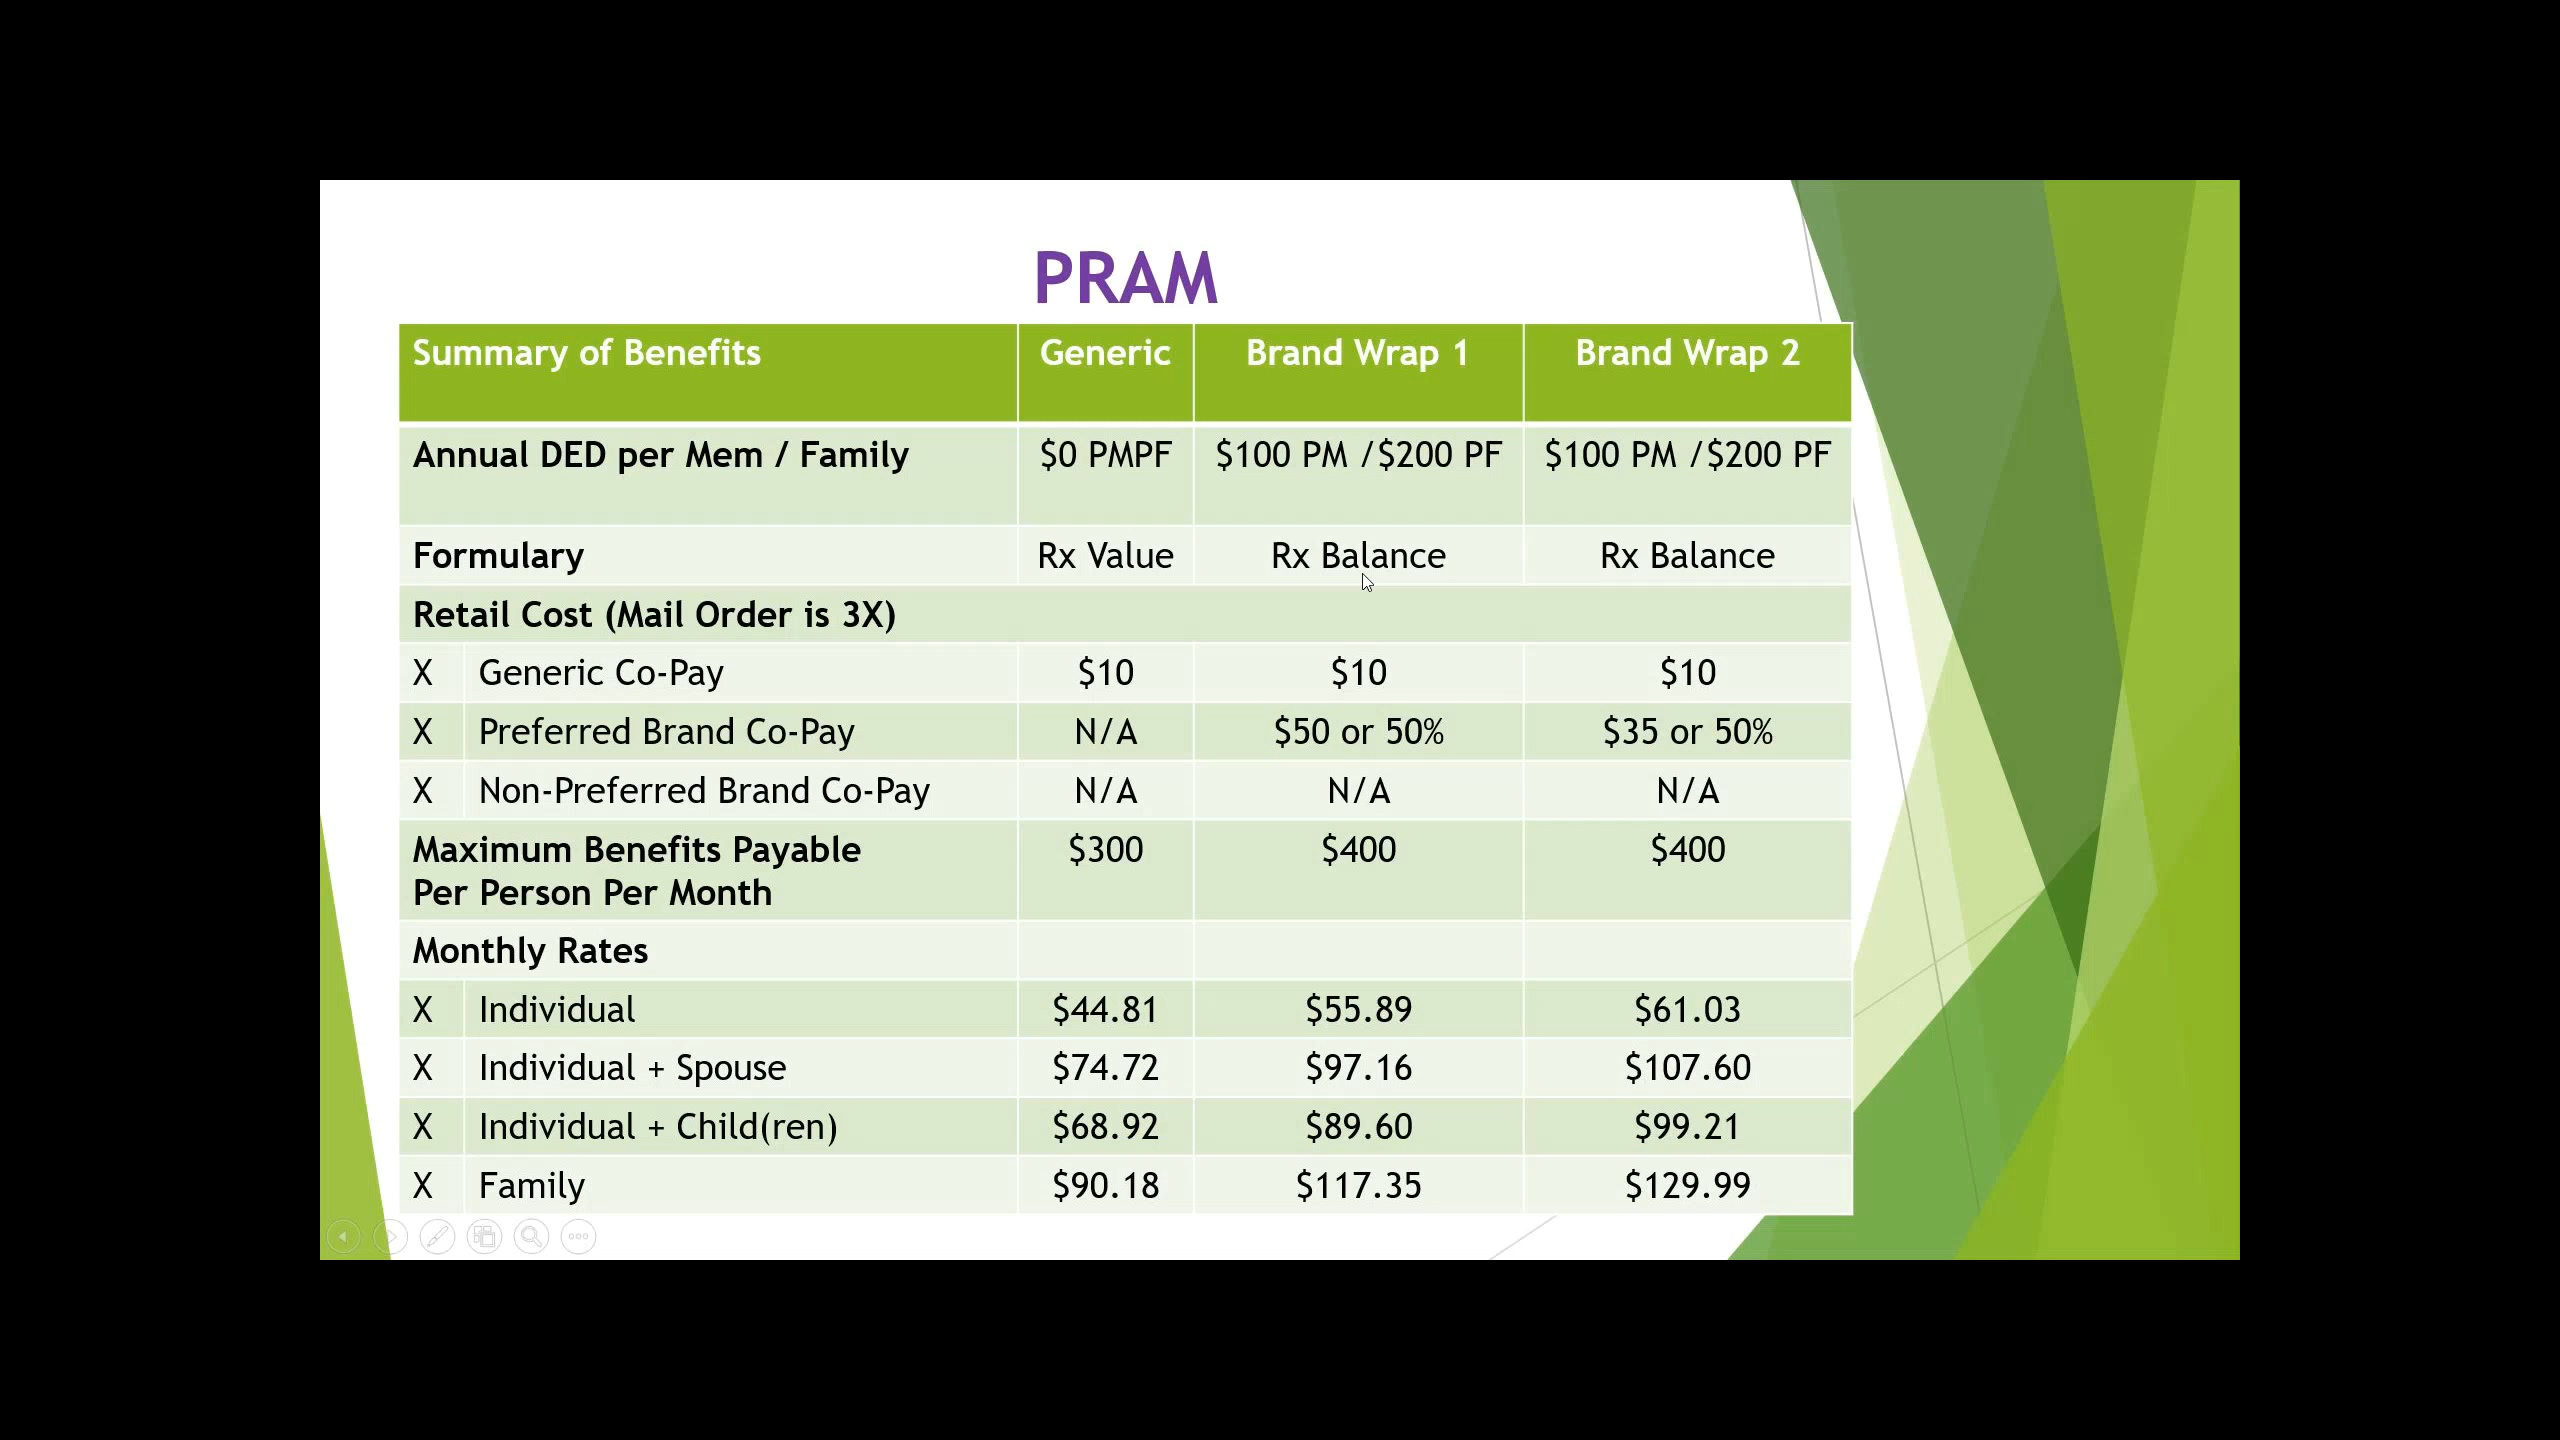 PRAM
Summary of Benefits Generic Brand Wrap 1 Brand Wrap 2
Annual DED per Mem / Family $0 PMPF $100 PM /$200 PF $100 PM /$200 PF
Formulary Rx Value Rx Balance Rx Balance
Retail Cost (Mail Order is 3X)
X Generic Co-Pay $10 $10 $10
X Preferred Brand Co-Pay N/A $50 or 50% $35 or 50%
X Non-Preferred Brand Co-Pay N/A N/A N/A
Maximum Benefits Payable $300 $400 $400
Per Person Per Month
Monthly Rates
X Individual $44.81 $55.89 $61.03
X Individual + Spouse $74.72 $97.16 $107.60
X Individual + Child(ren) $68.92 $89.60 $99.21
X Family $90.18 $117.35 $129.99